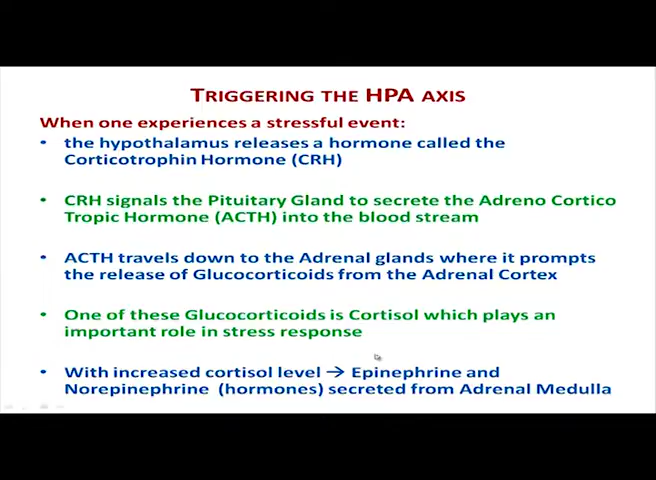 TRIGGERING THE HPA AXIS
When one experiences a stressful event:
• the hypothalamus releases a hormone called the
Corticotrophin Hormone (CRH)
• CRH signals the Pituitary Gland to secrete the Adreno Cortico
Tropic Hormone (ACTH) into the blood stream
• ACTH travels down to the Adrenal glands where it prompts
the release of Glucocorticoids from the Adrenal Cortex
• One of these Glucocorticoids is Cortisol which plays an
important role in stress response
• With increased cortisol level → Epinephrine and
Norepinephrine (hormones) secreted from Adrenal Medulla